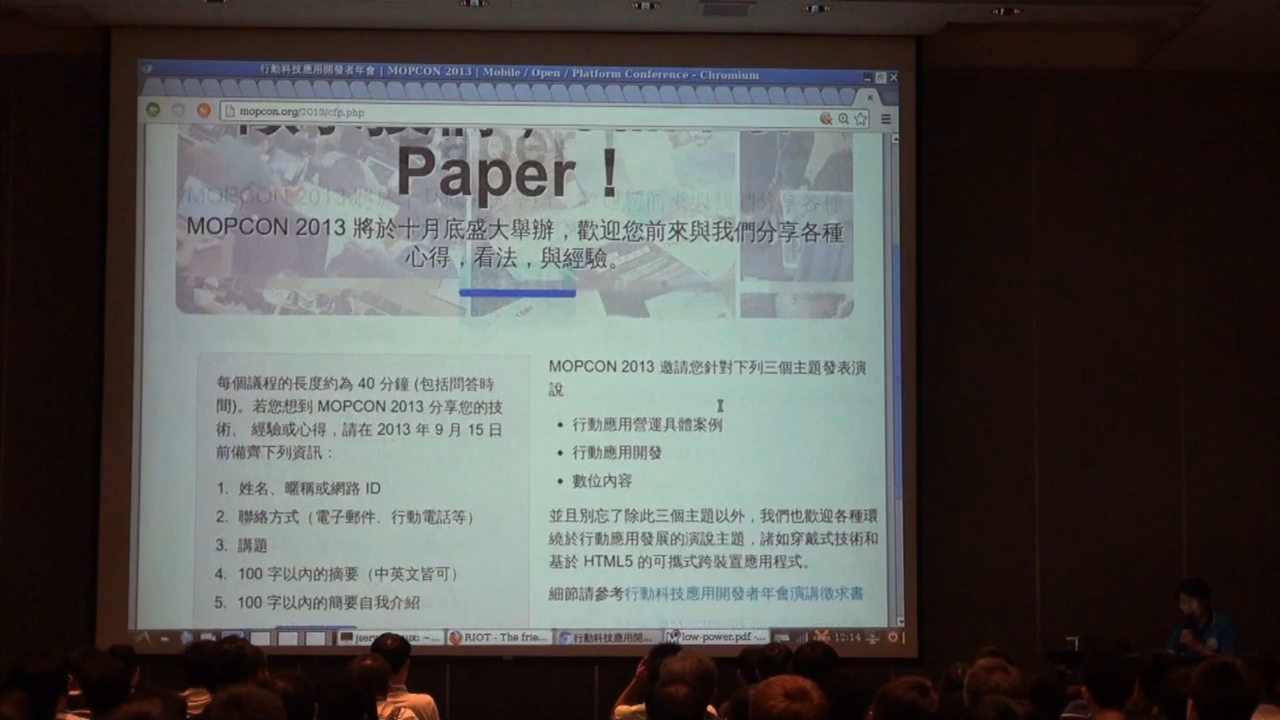 行動科技應用開發者年會 | MOPCON 2013 | Mobile / Open / Platform Conference - Chromium
mopcon.org/2013/cfp.php
Paper！
MOPCON 2013 將於十月底盛大舉辦，歡迎您前來與我們分享各種
心得，看法，與經驗。
每個議程的長度約為 40 分鐘 (包括問答時
間)。若您想到 MOPCON 2013 分享您的技
術、 經驗或心得，請在 2013 年 9 月 15 日
前備齊下列資訊：
1. 姓名、暱稱或網路 ID
2. 聯絡方式（電子郵件、行動電話等）
3. 講題
4. 100 字以內的摘要（中英文皆可）
5. 100 字以內的簡要自我介紹
MOPCON 2013 邀請您針對下列三個主題發表演
說
• 行動應用營運具體案例
• 行動應用開發
• 數位內容
並且別忘了除此三個主題以外，我們也歡迎各種環
繞於行動應用發展的演說主題，諸如穿戴式技術和
基於 HTML5 的可攜式跨裝置應用程式。
細節請參考行動科技應用開發者年會演講徵求書
RIOT - The frie...
行動科技應用開...
low-power.pdf -...
12:14